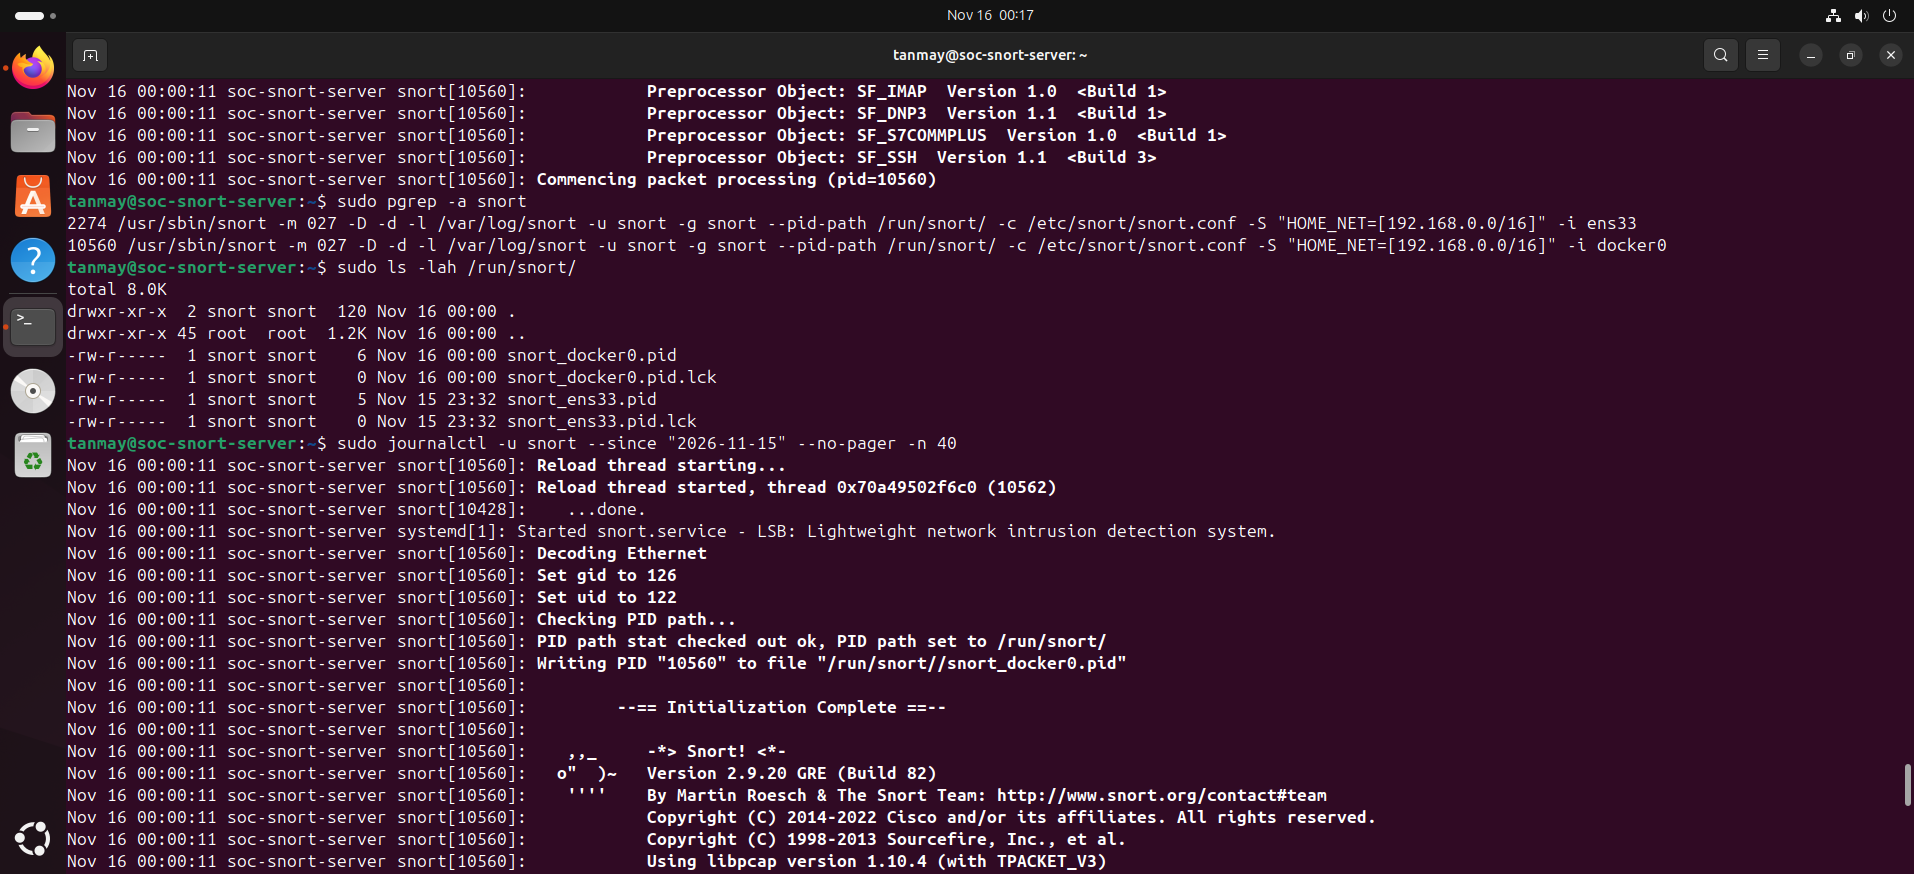 Nov 16 00:17
tanmay@soc-snort-server: ~
Nov 16 00:00:11 soc-snort-server snort[10560]:            Preprocessor Object: SF_IMAP  Version 1.0  <Build 1>
Nov 16 00:00:11 soc-snort-server snort[10560]:            Preprocessor Object: SF_DNP3  Version 1.1  <Build 1>
Nov 16 00:00:11 soc-snort-server snort[10560]:            Preprocessor Object: SF_S7COMMPLUS  Version 1.0  <Build 1>
Nov 16 00:00:11 soc-snort-server snort[10560]:            Preprocessor Object: SF_SSH  Version 1.1  <Build 3>
Nov 16 00:00:11 soc-snort-server snort[10560]: Commencing packet processing (pid=10560)
tanmay@soc-snort-server:~$ sudo pgrep -a snort
2274 /usr/sbin/snort -m 027 -D -d -l /var/log/snort -u snort -g snort --pid-path /run/snort/ -c /etc/snort/snort.conf -S "HOME_NET=[192.168.0.0/16]" -i ens33
10560 /usr/sbin/snort -m 027 -D -d -l /var/log/snort -u snort -g snort --pid-path /run/snort/ -c /etc/snort/snort.conf -S "HOME_NET=[192.168.0.0/16]" -i docker0
tanmay@soc-snort-server:~$ sudo ls -lah /run/snort/
total 8.0K
drwxr-xr-x  2 snort snort  120 Nov 16 00:00 .
drwxr-xr-x 45 root  root  1.2K Nov 16 00:00 ..
-rw-r-----  1 snort snort    6 Nov 16 00:00 snort_docker0.pid
-rw-r-----  1 snort snort    0 Nov 16 00:00 snort_docker0.pid.lck
-rw-r-----  1 snort snort    5 Nov 15 23:32 snort_ens33.pid
-rw-r-----  1 snort snort    0 Nov 15 23:32 snort_ens33.pid.lck
tanmay@soc-snort-server:~$ sudo journalctl -u snort --since "2026-11-15" --no-pager -n 40
Nov 16 00:00:11 soc-snort-server snort[10560]: Reload thread starting...
Nov 16 00:00:11 soc-snort-server snort[10560]: Reload thread started, thread 0x70a49502f6c0 (10562)
Nov 16 00:00:11 soc-snort-server snort[10428]:    ...done.
Nov 16 00:00:11 soc-snort-server systemd[1]: Started snort.service - LSB: Lightweight network intrusion detection system.
Nov 16 00:00:11 soc-snort-server snort[10560]: Decoding Ethernet
Nov 16 00:00:11 soc-snort-server snort[10560]: Set gid to 126
Nov 16 00:00:11 soc-snort-server snort[10560]: Set uid to 122
Nov 16 00:00:11 soc-snort-server snort[10560]: Checking PID path...
Nov 16 00:00:11 soc-snort-server snort[10560]: PID path stat checked out ok, PID path set to /run/snort/
Nov 16 00:00:11 soc-snort-server snort[10560]: Writing PID "10560" to file "/run/snort//snort_docker0.pid"
Nov 16 00:00:11 soc-snort-server snort[10560]:
Nov 16 00:00:11 soc-snort-server snort[10560]:         --== Initialization Complete ==--
Nov 16 00:00:11 soc-snort-server snort[10560]:
Nov 16 00:00:11 soc-snort-server snort[10560]:    ,,_     -*> Snort! <*-
Nov 16 00:00:11 soc-snort-server snort[10560]:   o"  )~   Version 2.9.20 GRE (Build 82)
Nov 16 00:00:11 soc-snort-server snort[10560]:    ''''    By Martin Roesch & The Snort Team: http://www.snort.org/contact#team
Nov 16 00:00:11 soc-snort-server snort[10560]:            Copyright (C) 2014-2022 Cisco and/or its affiliates. All rights reserved.
Nov 16 00:00:11 soc-snort-server snort[10560]:            Copyright (C) 1998-2013 Sourcefire, Inc., et al.
Nov 16 00:00:11 soc-snort-server snort[10560]:            Using libpcap version 1.10.4 (with TPACKET_V3)